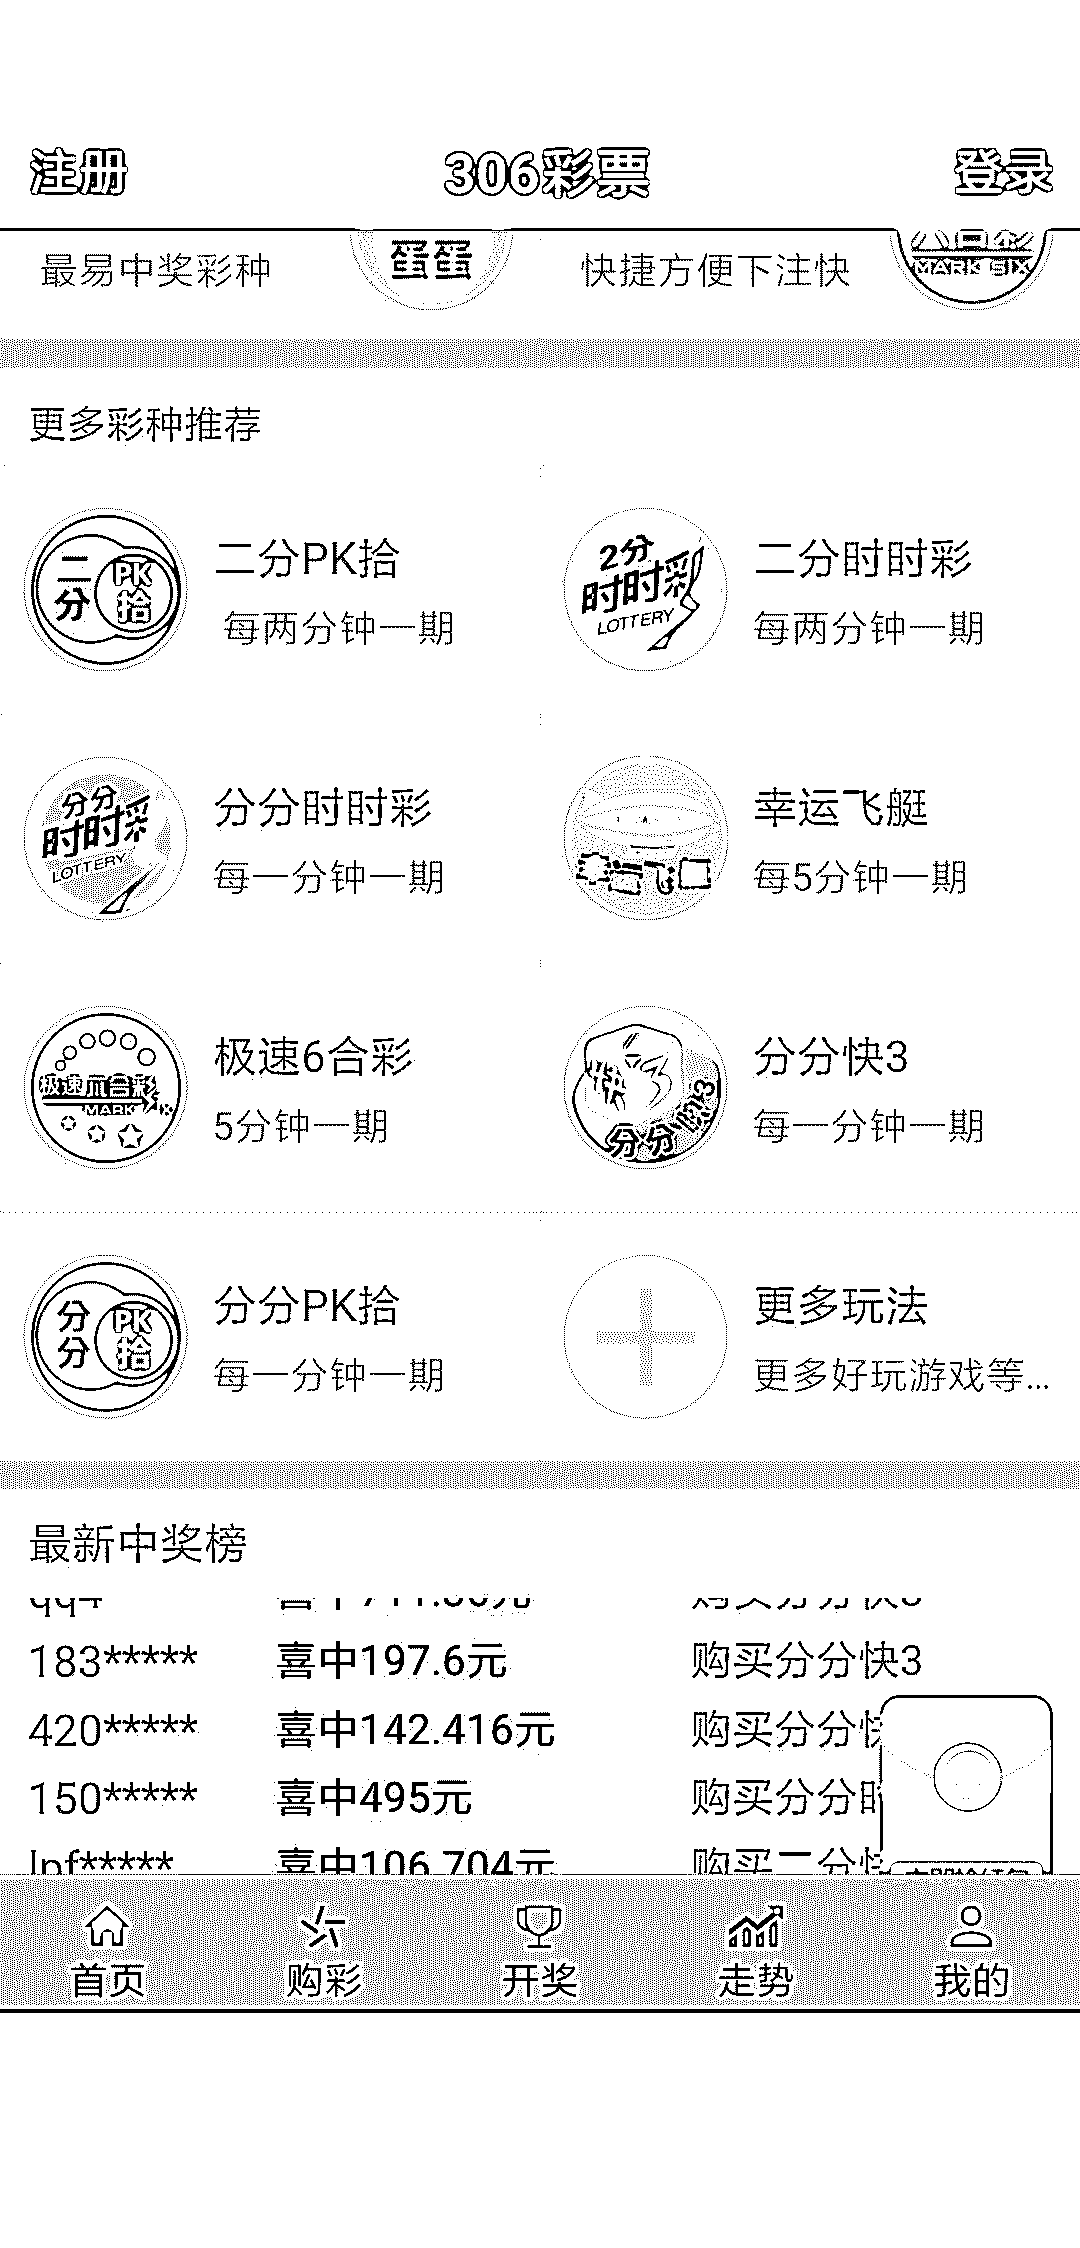 注册 306彩票 登录
最易中奖彩种 蛋蛋 快捷方便下注快 MARK SIX
更多彩种推荐
二分 PK拾 二分PK拾 每两分钟一期
2分 时时彩 LOTTERY 二分时时彩 每两分钟一期
分分 时时彩 LOTTERY 分分时时彩 每一分钟一期
幸运飞艇 每5分钟一期
极速六合彩 MARK 极速6合彩 5分钟一期
快 分分快3 分分快3 每一分钟一期
分分 PK拾 分分PK拾 每一分钟一期
更多玩法 更多好玩游戏等...
最新中奖榜
183***** 喜中197.6元 购买分分快3
420***** 喜中142.416元 购买分分
150***** 喜中495元 购买分分
lpf***** 喜中106.704元 购买二分
首页 购彩 开奖 走势 我的